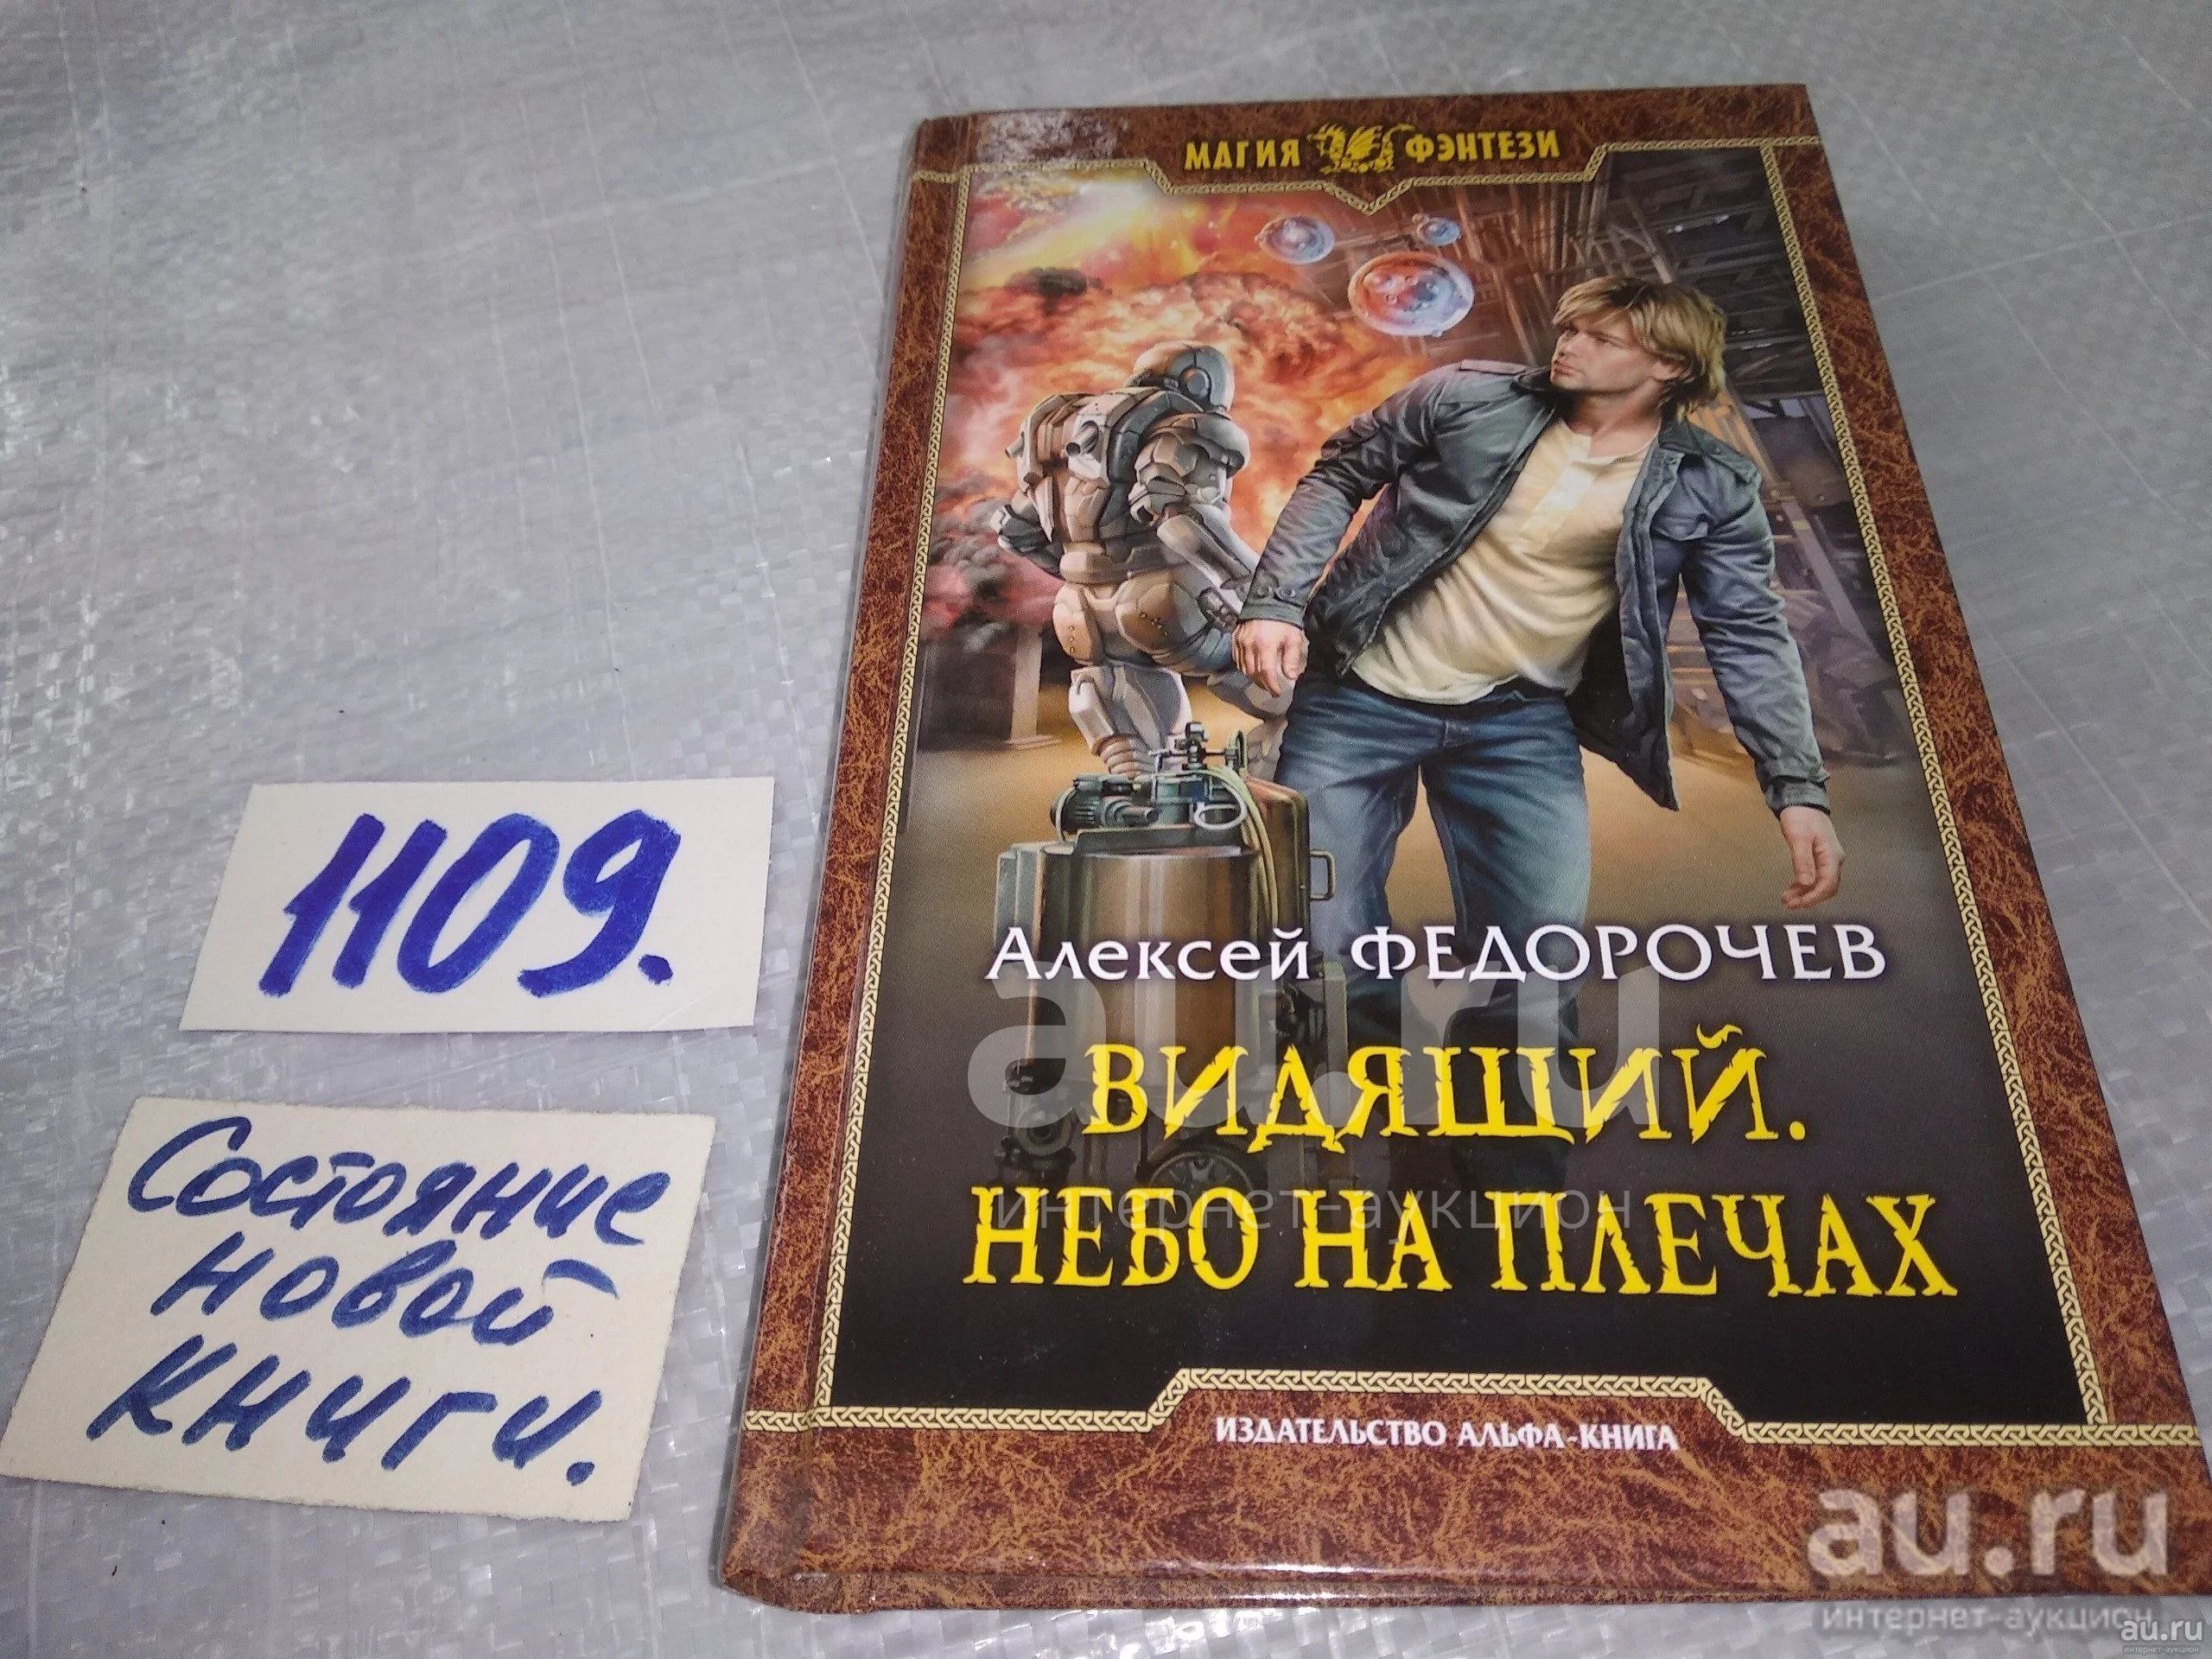 МАГИЯ ФЭНТЕЗИ
1109.
Состояние
новой
книги.
Алексей ФЕДОРОЧЕВ
ВИДЯЩИЙ.
НЕБО НА ПЛЕЧАХ
ИЗДАТЕЛЬСТВО АЛЬФА-КНИГА
au.ru
интернет-аукцион
au.ru
интернет-аукцион
au.ru
интернет-аукцион